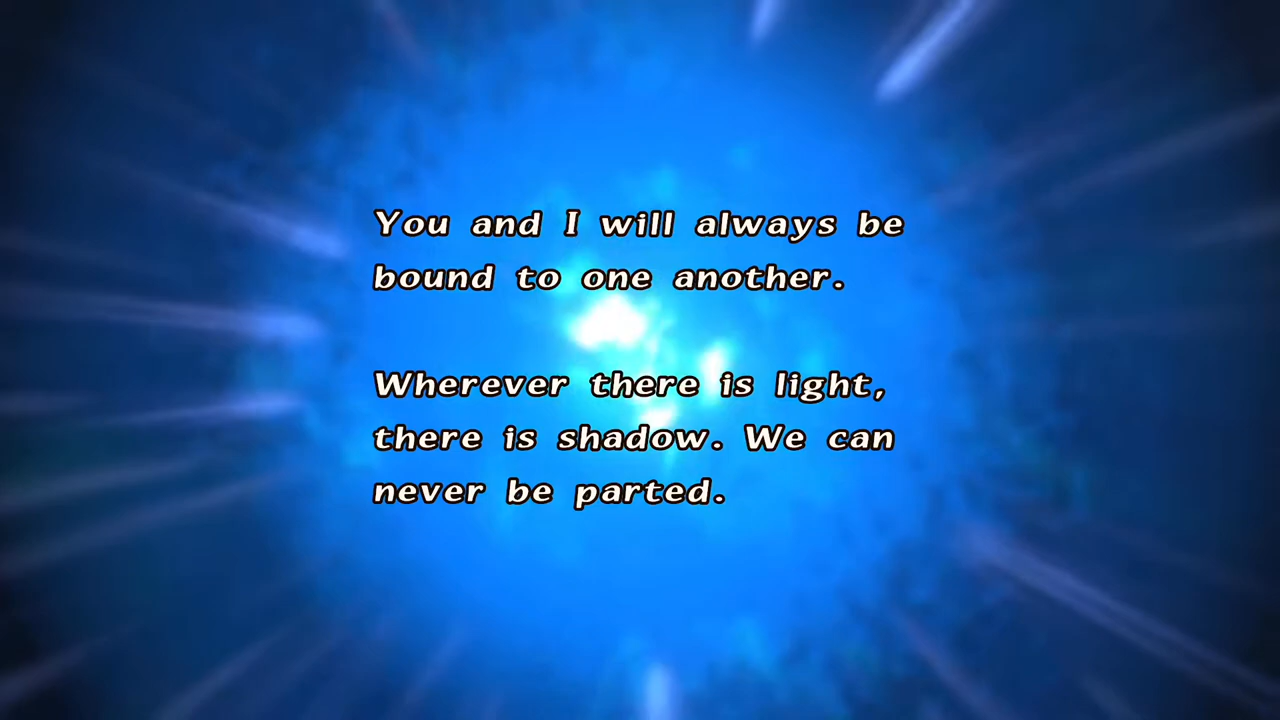 You and I will always be
bound to one another.
Wherever there is light,
there is shadow. We can
never be parted.